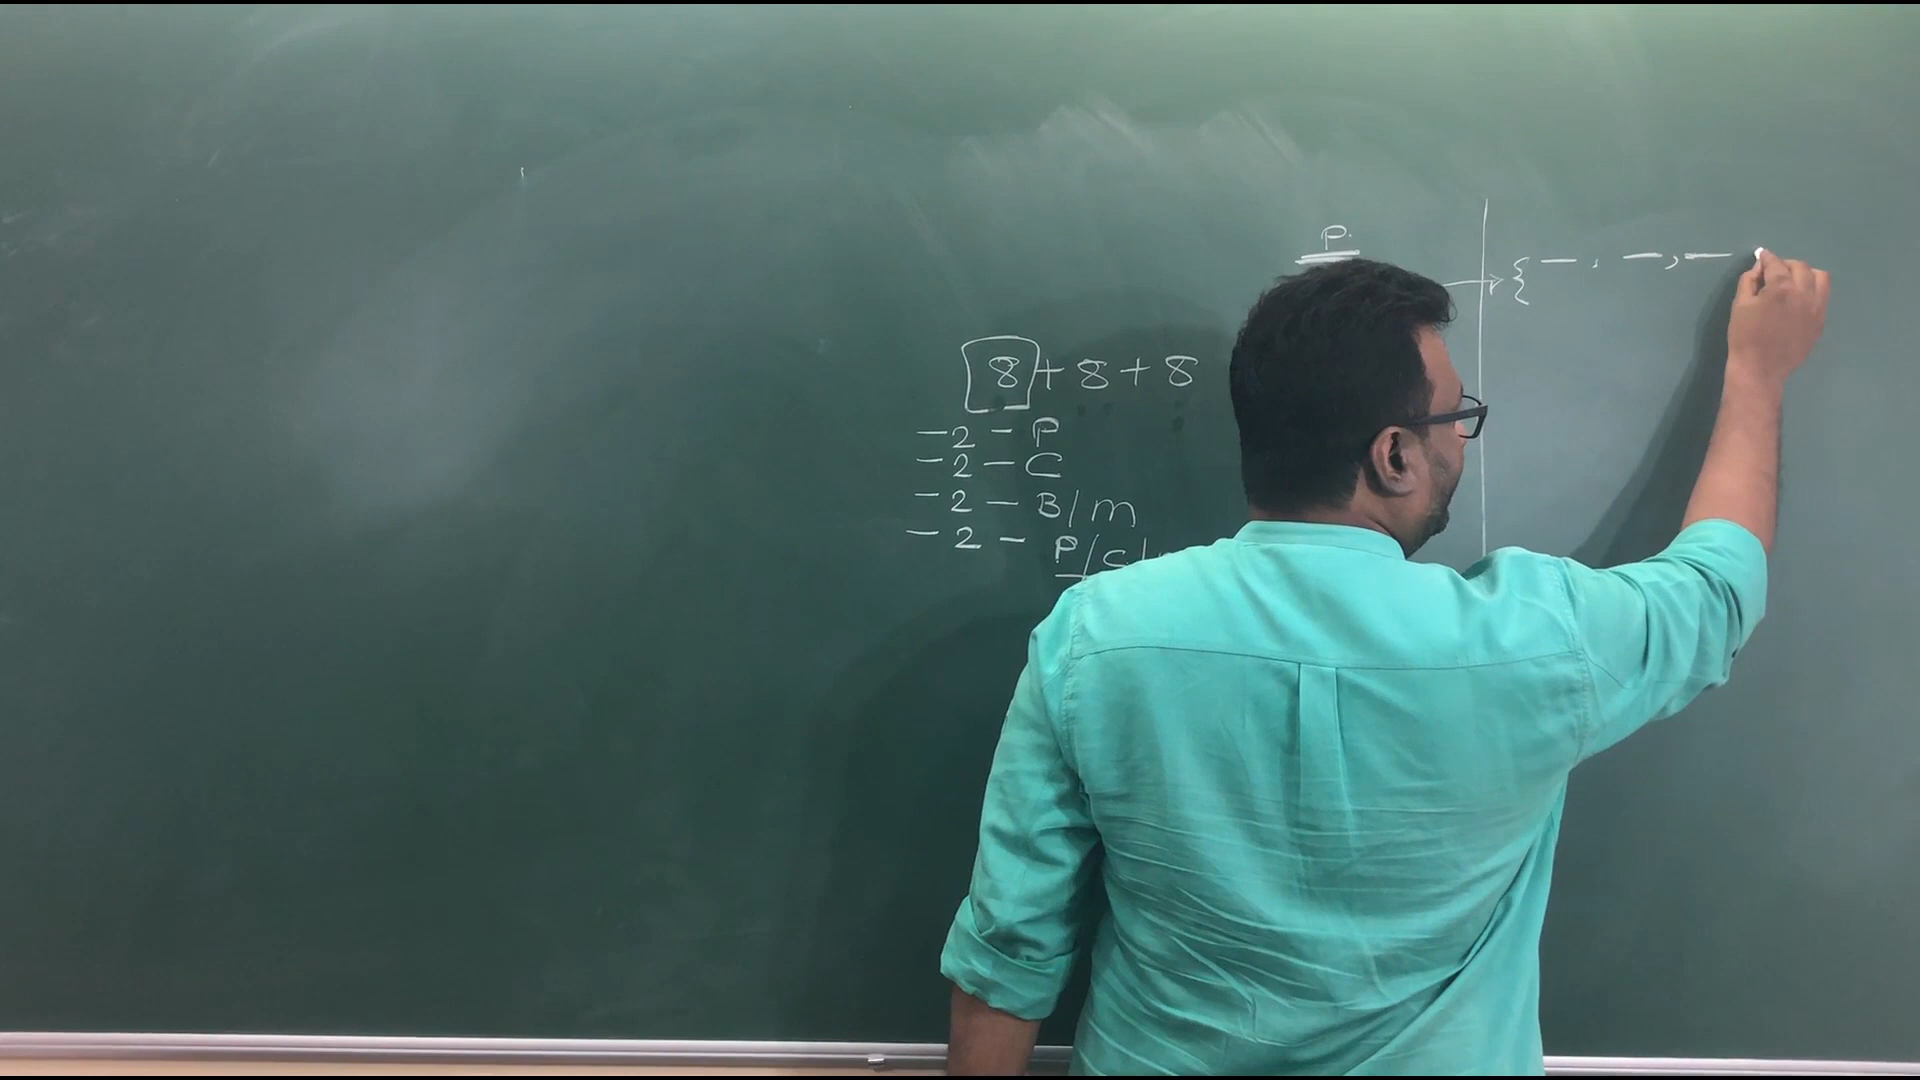 P.
→ { — , — , —
8 + 8 + 8
— 2 — P
— 2 — C
— 2 — B/m
— 2 — P/C/